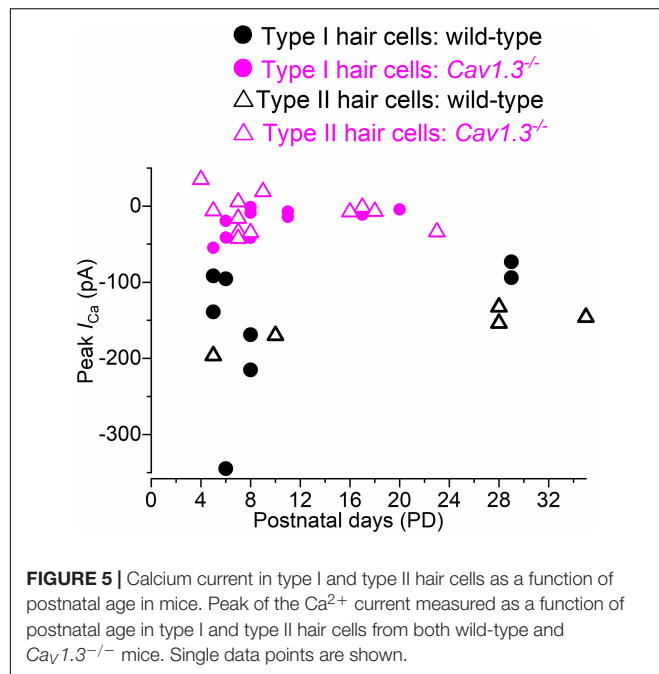 Type I hair cells: wild-type
Type I hair cells: Cav1.3-/-
Type II hair cells: wild-type
Type II hair cells: Cav1.3-/-
0
-100
-200
-300
Peak ICa (pA)
0 4 8 12 16 20 24 28 32
Postnatal days (PD)
FIGURE 5 | Calcium current in type I and type II hair cells as a function of
postnatal age in mice. Peak of the Ca2+ current measured as a function of
postnatal age in type I and type II hair cells from both wild-type and
CaV1.3−/− mice. Single data points are shown.